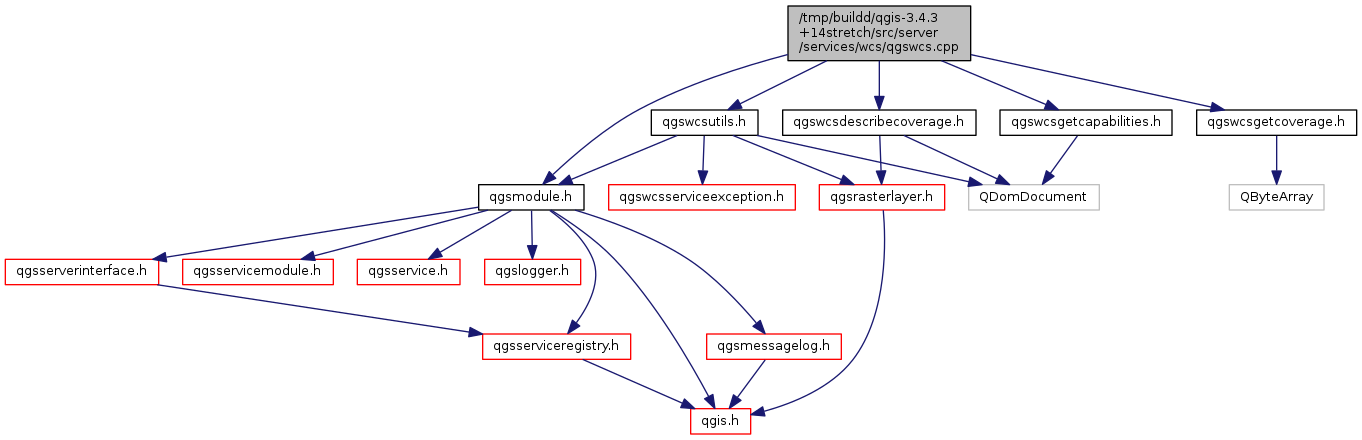 /tmp/buildd/qgis-3.4.3
+14stretch/src/server
/services/wcs/qgswcs.cpp
qgswcsutils.h
qgswcsdescribecoverage.h
qgswcsgetcapabilities.h
qgswcsgetcoverage.h
qgsmodule.h
qgswcsserviceexception.h
qgsrasterlayer.h
QDomDocument
QByteArray
qgsserverinterface.h
qgsservicemodule.h
qgsservice.h
qgslogger.h
qgsserviceregistry.h
qgsmessagelog.h
qgis.h